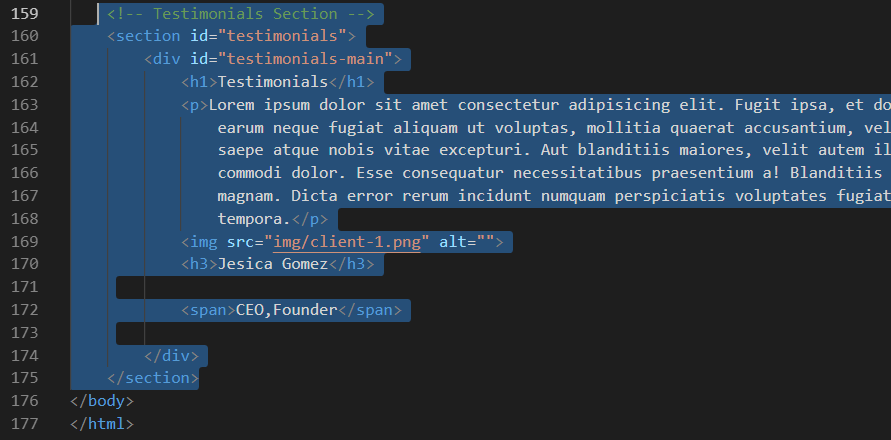 159 <!-- Testimonials Section -->
160 <section id="testimonials">
161 <div id="testimonials-main">
162 <h1>Testimonials</h1>
163 <p>Lorem ipsum dolor sit amet consectetur adipisicing elit. Fugit ipsa, et do
164 earum neque fugiat aliquam ut voluptas, mollitia quaerat accusantium, vel
165 saepe atque nobis vitae excepturi. Aut blanditiis maiores, velit autem il
166 commodi dolor. Esse consequatur necessitatibus praesentium a! Blanditiis
167 magnam. Dicta error rerum incidunt numquam perspiciatis voluptates fugiat
168 tempora.</p>
169 <img src="img/client-1.png" alt="">
170 <h3>Jesica Gomez</h3>
171
172 <span>CEO,Founder</span>
173
174 </div>
175 </section>
176 </body>
177 </html>